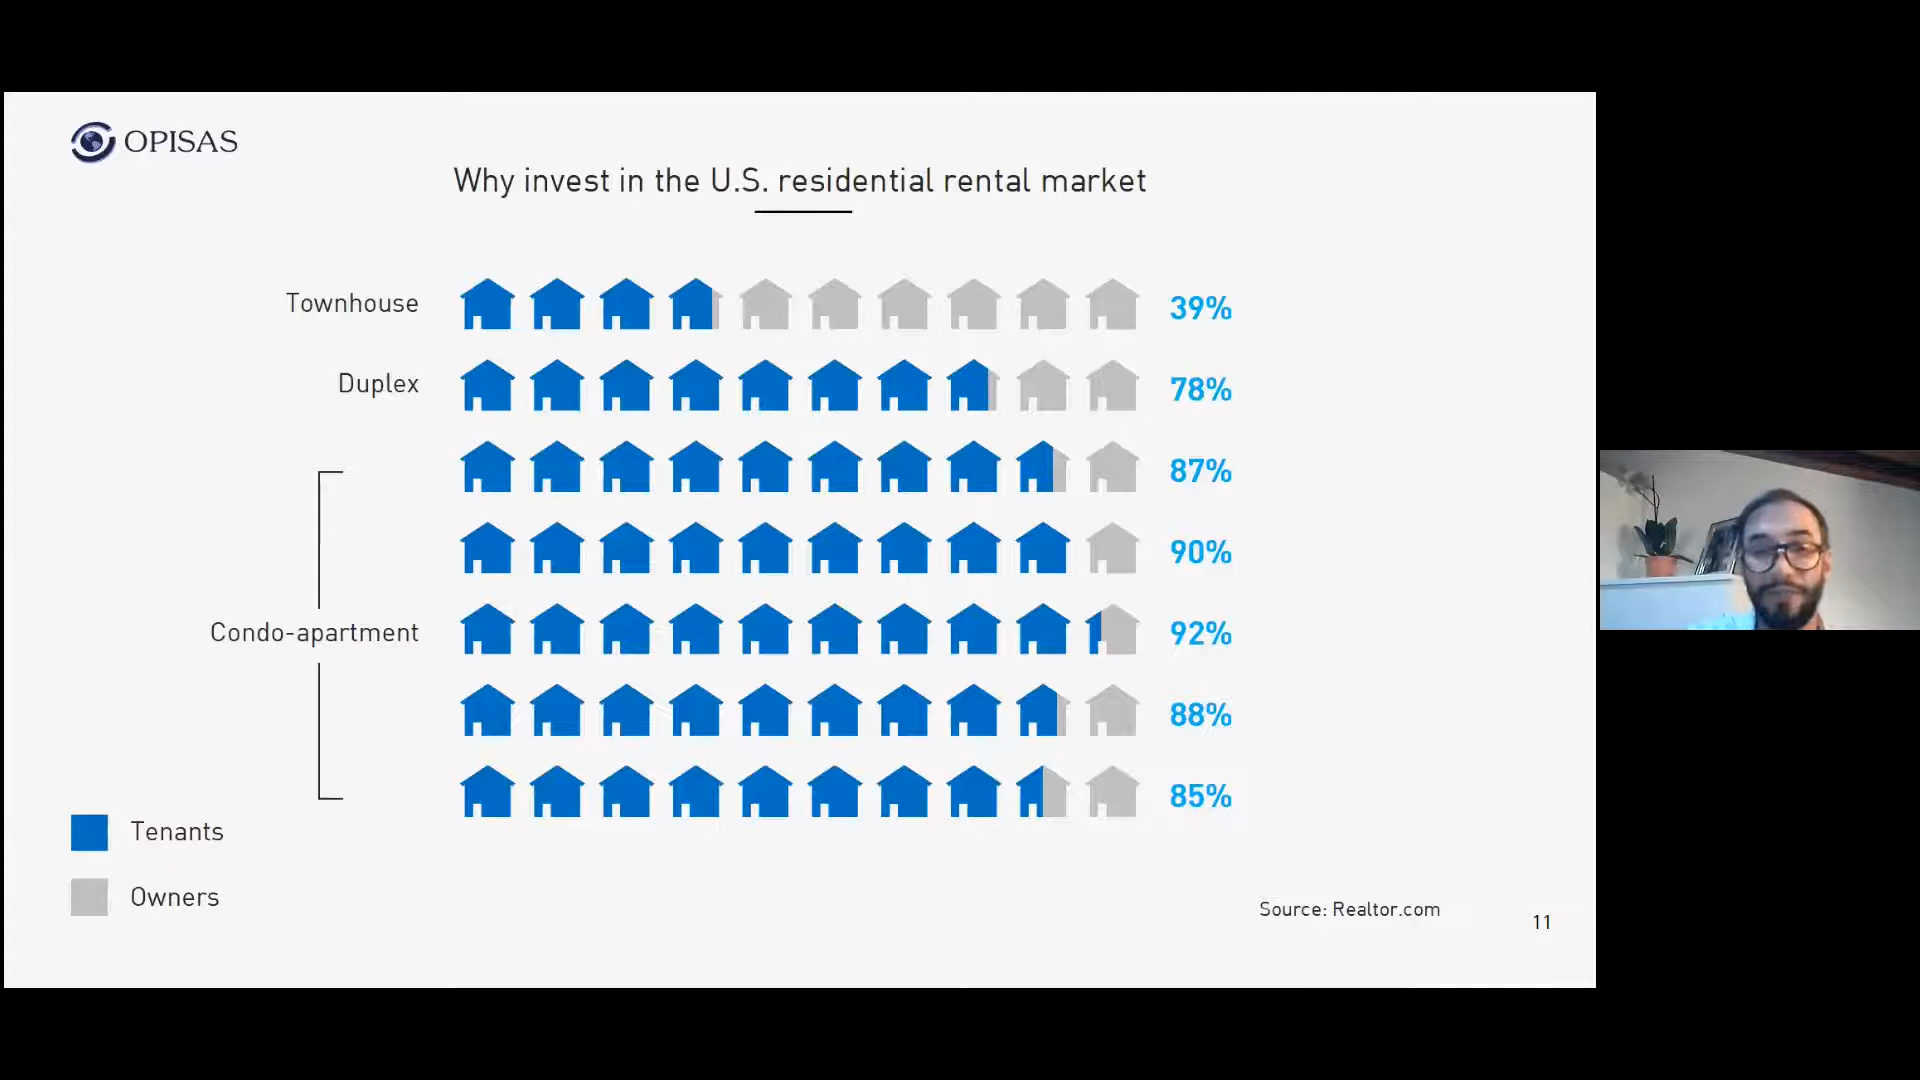 OPISAS
Why invest in the U.S. residential rental market
Townhouse
39%
Duplex
78%
87%
90%
Condo-apartment
92%
88%
85%
Tenants
Owners
Source: Realtor.com
11